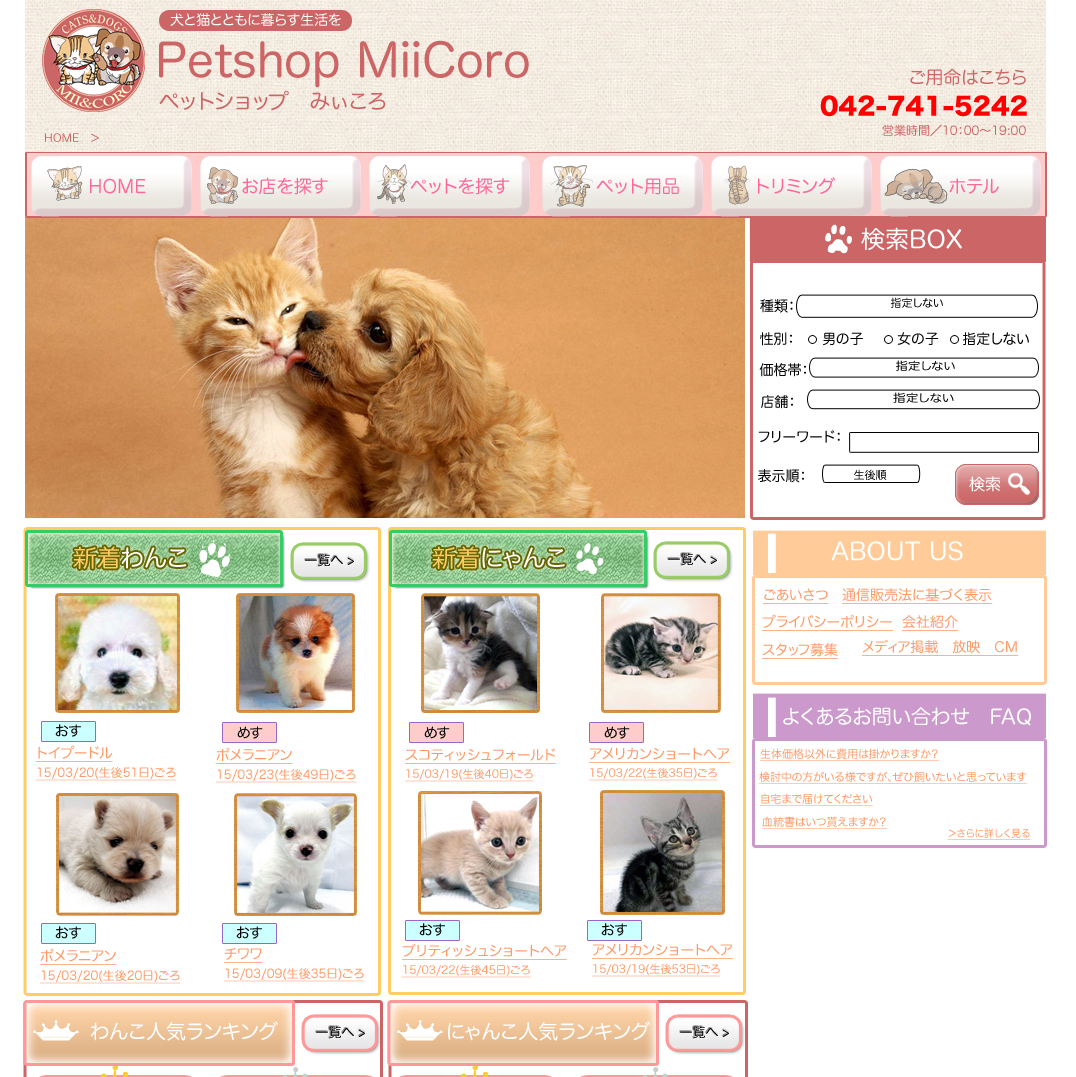 CATS&DOGS
MII&CORO
犬と猫とともに暮らす生活を
Petshop MiiCoro
ペットショップ　みぃころ
ご用命はこちら
042-741-5242
営業時間／10：00～19:00
HOME　>
HOME
お店を探す
ペットを探す
ペット用品
トリミング
ホテル
検索BOX
種類： 指定しない
性別： 男の子 女の子 指定しない
価格帯： 指定しない
店舗： 指定しない
フリーワード：
表示順： 生後順
検索
新着わんこ
一覧へ >
おす
トイプードル
15/03/20(生後51日)ごろ
めす
ポメラニアン
15/03/23(生後49日)ごろ
おす
ポメラニアン
15/03/20(生後20日)ごろ
おす
チワワ
15/03/09(生後35日)ごろ
新着にゃんこ
一覧へ >
めす
スコティッシュフォールド
15/03/19(生後40日)ごろ
めす
アメリカンショートヘア
15/03/22(生後35日)ごろ
おす
ブリティッシュショートヘア
15/03/22(生後45日)ごろ
おす
アメリカンショートヘア
15/03/19(生後53日)ごろ
ABOUT US
ごあいさつ　通信販売法に基づく表示
プライバシーポリシー　会社紹介
スタッフ募集　メディア掲載　放映　CM
よくあるお問い合わせ　FAQ
生体価格以外に費用は掛かりますか？
検討中の方がいる様ですが、ぜひ飼いたいと思っています
自宅まで届けてください
血統書はいつ貰えますか？
>さらに詳しく見る
わんこ人気ランキング
一覧へ >
にゃんこ人気ランキング
一覧へ >